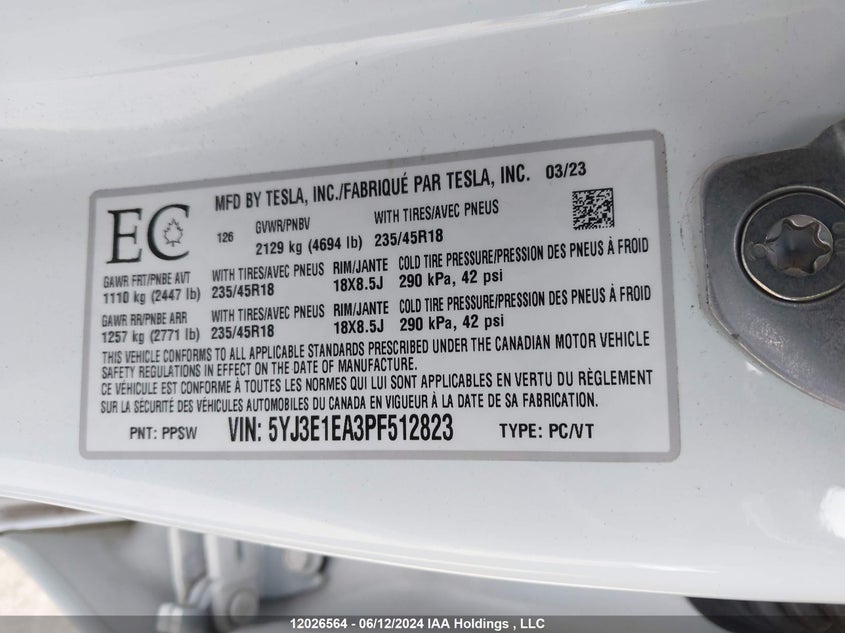 MFD BY TESLA, INC./FABRIQUÉ PAR TESLA, INC. 03/23
EC
126
GVWR/PNBV WITH TIRES/AVEC PNEUS
2129 kg (4694 lb) 235/45R18
GAWR FRT/PNBE AVT WITH TIRES/AVEC PNEUS RIM/JANTE COLD TIRE PRESSURE/PRESSION DES PNEUS À FROID
1110 kg (2447 lb) 235/45R18 18X8.5J 290 kPa, 42 psi
GAWR RR/PNBE ARR WITH TIRES/AVEC PNEUS RIM/JANTE COLD TIRE PRESSURE/PRESSION DES PNEUS À FROID
1257 kg (2771 lb) 235/45R18 18X8.5J 290 kPa, 42 psi
THIS VEHICLE CONFORMS TO ALL APPLICABLE STANDARDS PRESCRIBED UNDER THE CANADIAN MOTOR VEHICLE
SAFETY REGULATIONS IN EFFECT ON THE DATE OF MANUFACTURE.
CE VÉHICULE EST CONFORME À TOUTES LES NORMES QUI LUI SONT APPLICABLES EN VERTU DU RÈGLEMENT
SUR LA SÉCURITÉ DES VÉHICULES AUTOMOBILES DU CANADA EN VIGUEUR À LA DATE DE SA FABRICATION.
PNT: PPSW VIN: 5YJ3E1EA3PF512823 TYPE: PC/VT
12026564 - 06/12/2024 IAA Holdings , LLC